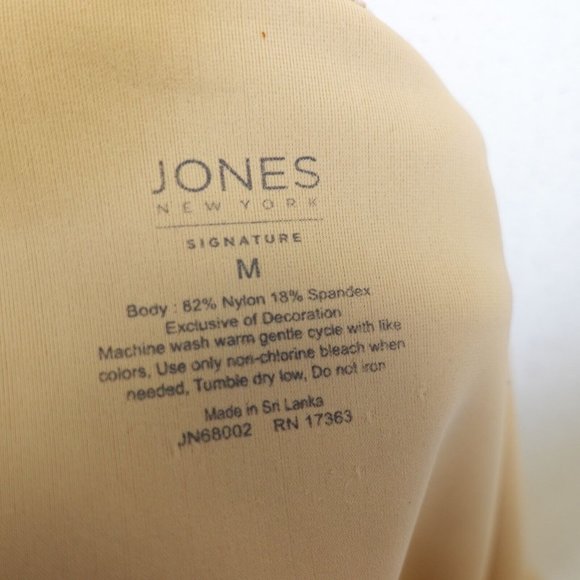 JONES
NEW YORK
SIGNATURE
M
Body : 82% Nylon 18% Spandex
Exclusive of Decoration
Machine wash warm gentle cycle with like
colors, Use only non-chlorine bleach when
needed, Tumble dry low, Do not iron
Made in Sri Lanka
JN68002 RN 17363